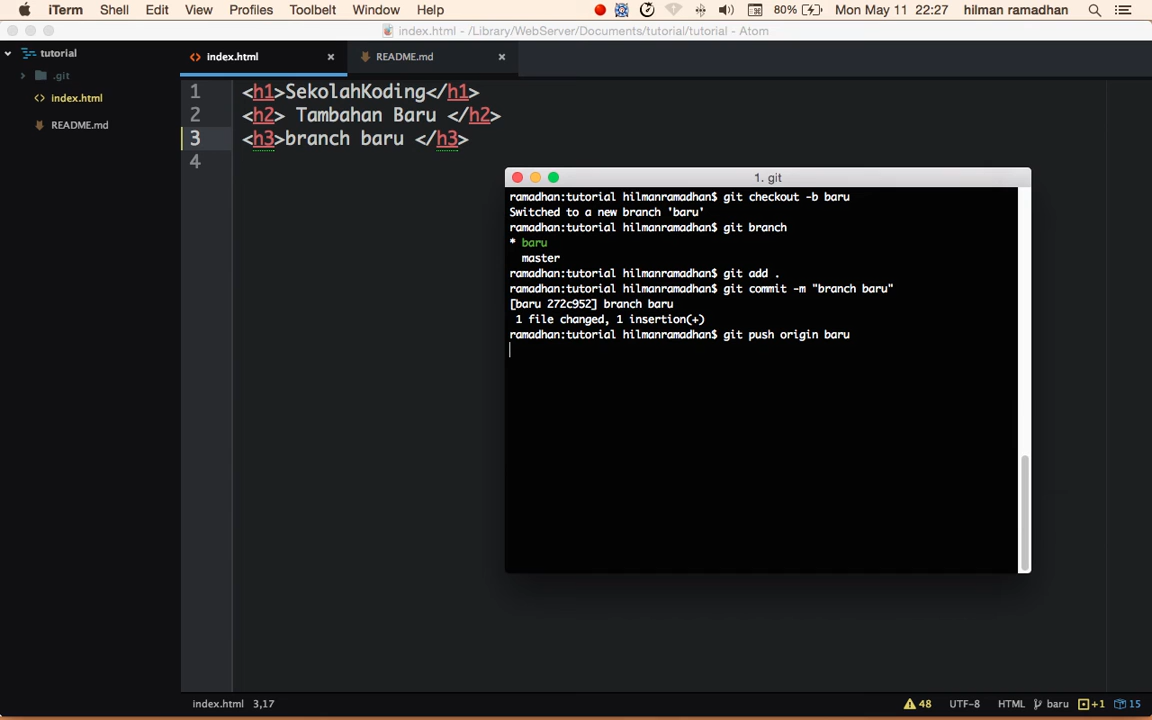 iTerm Shell Edit View Profiles Toolbelt Window Help 80% Mon May 11 22:27 hilman ramadhan
index.html - /Library/WebServer/Documents/tutorial/tutorial - Atom
tutorial
.git
index.html
README.md
index.html README.md
1 <h1>SekolahKoding</h1>
2 <h2> Tambahan Baru </h2>
3 <h3>branch baru </h3>
4
1. git
ramadhan:tutorial hilmanramadhan$ git checkout -b baru
Switched to a new branch 'baru'
ramadhan:tutorial hilmanramadhan$ git branch
* baru
master
ramadhan:tutorial hilmanramadhan$ git add .
ramadhan:tutorial hilmanramadhan$ git commit -m "branch baru"
[baru 272c952] branch baru
1 file changed, 1 insertion(+)
ramadhan:tutorial hilmanramadhan$ git push origin baru
index.html 3,17 48 UTF-8 HTML baru +1 15